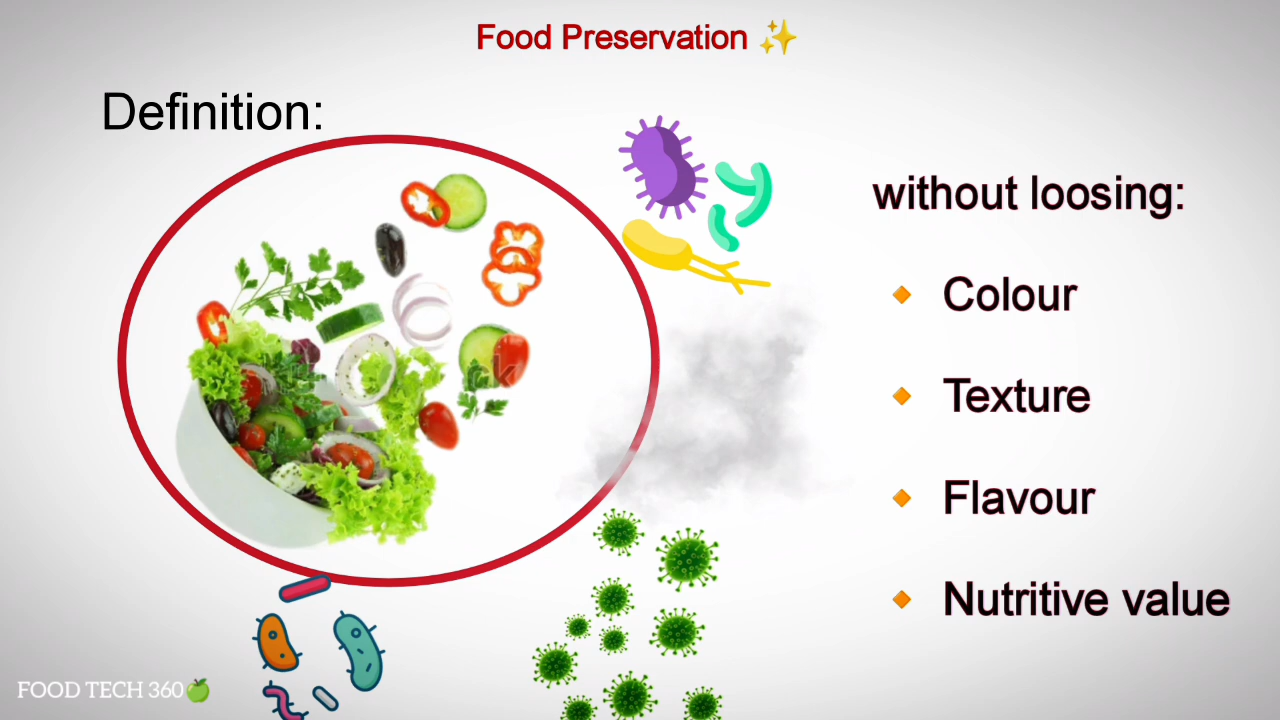 Food Preservation ✨
Definition:
without loosing:
🔸 Colour
🔸 Texture
🔸 Flavour
🔸 Nutritive value
FOOD TECH 360🍏